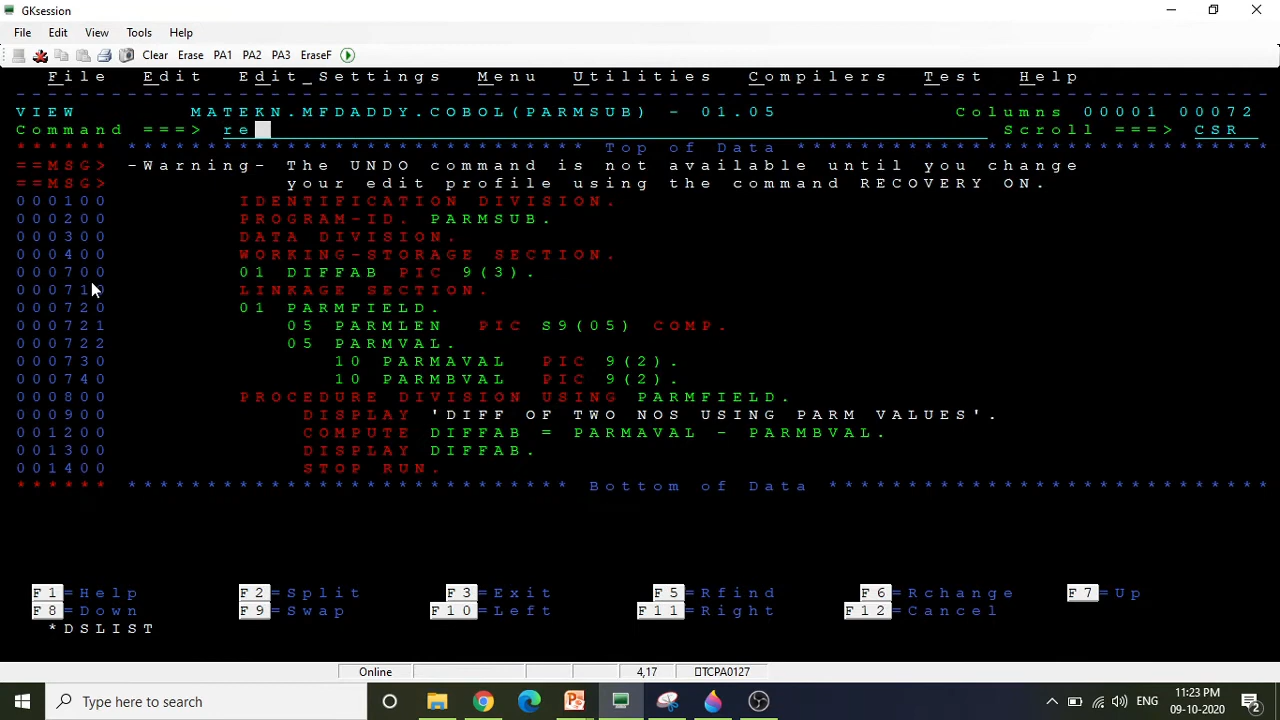 GKsession
File Edit View Tools Help
Clear Erase PA1 PA2 PA3 EraseF
File Edit Edit_Settings Menu Utilities Compilers Test Help
VIEW MATEKN.MFDADDY.COBOL(PARMSUB) - 01.05 Columns 00001 00072
Command ===> re Scroll ===> CSR
****** **************************** Top of Data ****************************
==MSG> -Warning- The UNDO command is not available until you change
==MSG> your edit profile using the command RECOVERY ON.
000100 IDENTIFICATION DIVISION.
000200 PROGRAM-ID. PARMSUB.
000300 DATA DIVISION.
000400 WORKING-STORAGE SECTION.
000700 01 DIFFAB PIC 9(3).
000710 LINKAGE SECTION.
000720 01 PARMFIELD.
000721 05 PARMLEN PIC S9(05) COMP.
000722 05 PARMVAL.
000730 10 PARMAVAL PIC 9(2).
000740 10 PARMBVAL PIC 9(2).
000800 PROCEDURE DIVISION USING PARMFIELD.
000900 DISPLAY 'DIFF OF TWO NOS USING PARM VALUES'.
001200 COMPUTE DIFFAB = PARMAVAL - PARMBVAL.
001300 DISPLAY DIFFAB.
001400 STOP RUN.
****** **************************** Bottom of Data ****************************
F1=Help F2=Split F3=Exit F5=Rfind F6=Rchange F7=Up
F8=Down F9=Swap F10=Left F11=Right F12=Cancel
*DSLIST
Online 4,17 TCPA0127
Type here to search ENG 11:23 PM
09-10-2020 2